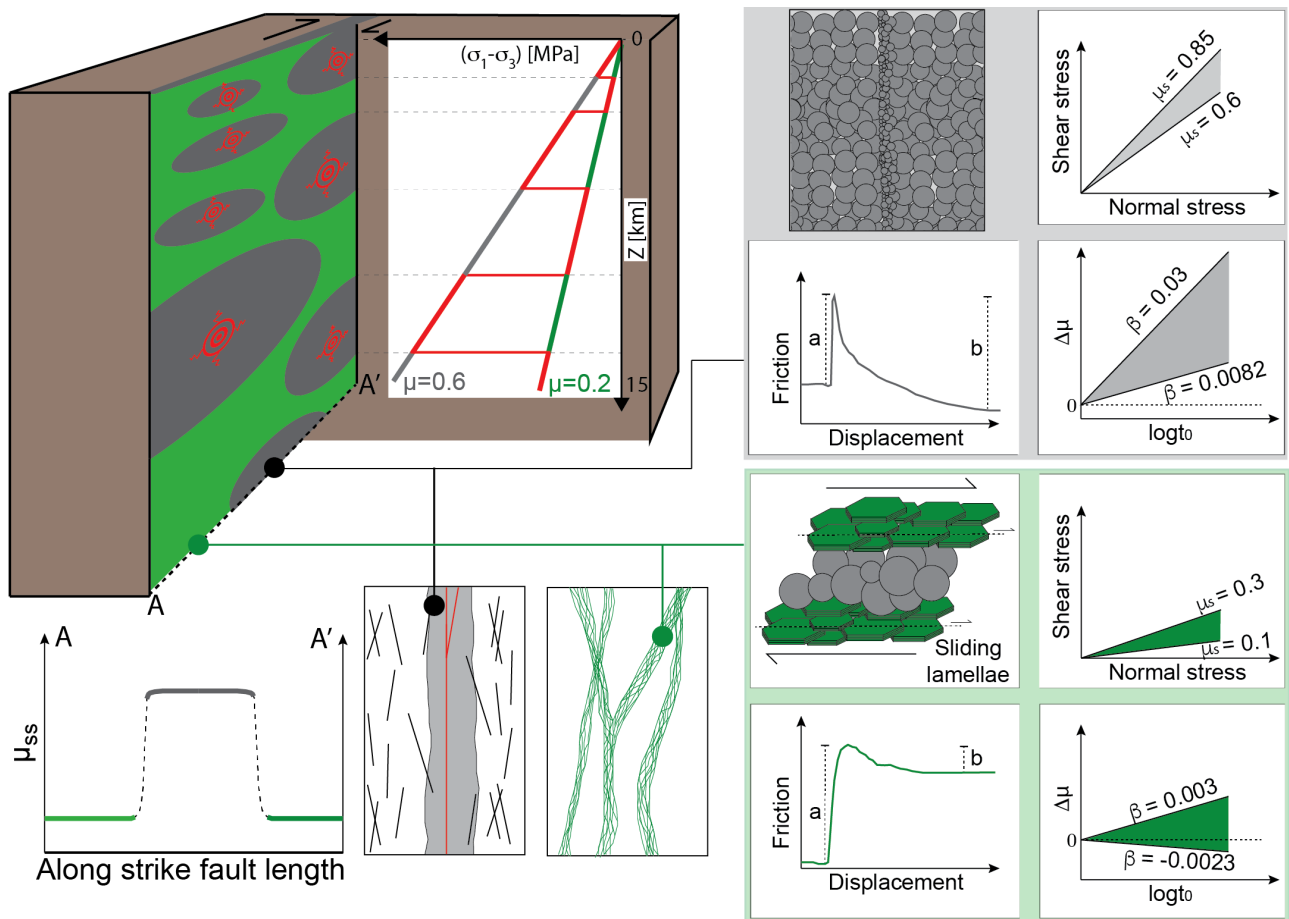 (σ1-σ3) [MPa]
0
Z [km]
15
μ=0.6
μ=0.2
A'
A
A
A'
μss
Along strike fault length
Shear stress
μs = 0.85
μs = 0.6
Normal stress
Friction
a
b
Displacement
Δμ
β = 0.03
β = 0.0082
0
logt0
Sliding
lamellae
Shear stress
μs = 0.3
μs = 0.1
Normal stress
Friction
a
b
Displacement
Δμ
β = 0.003
0
β = -0.0023
logt0